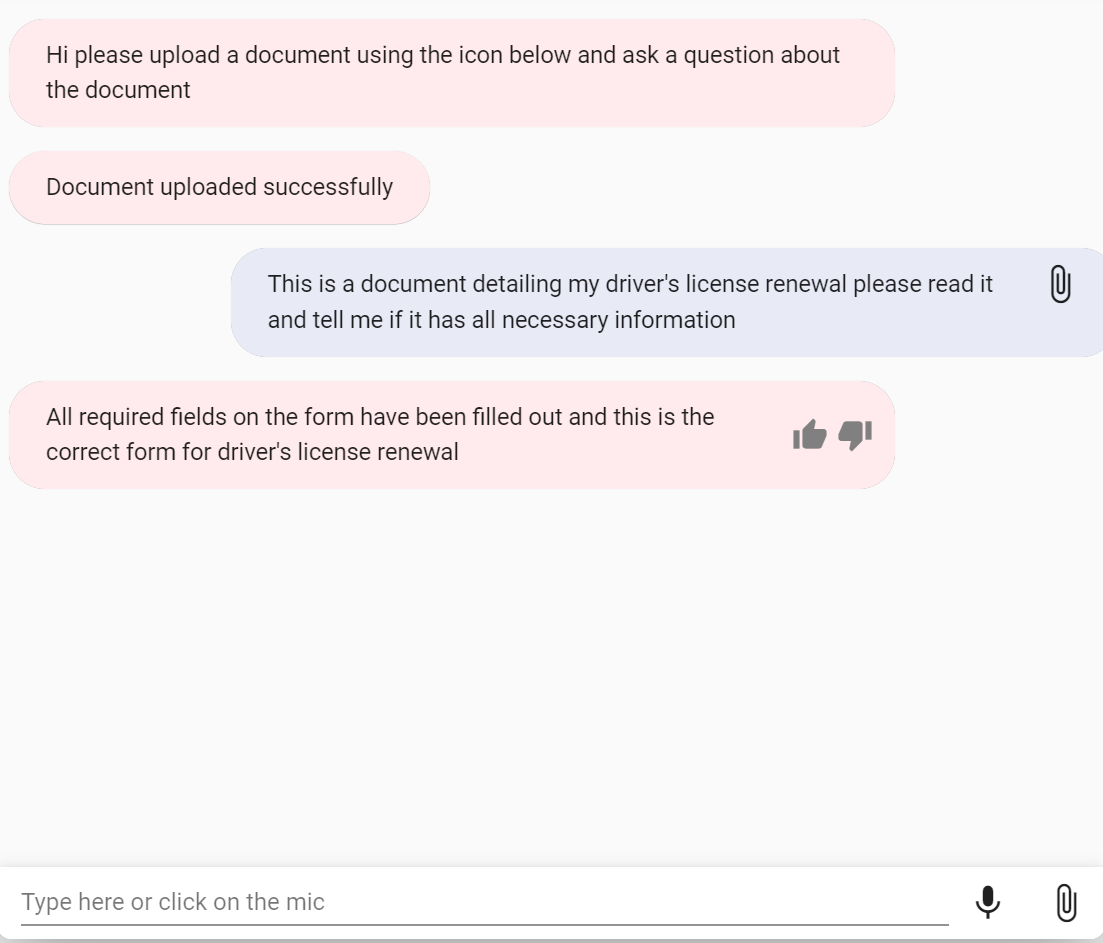 Hi please upload a document using the icon below and ask a question about
the document
Document uploaded successfully
This is a document detailing my driver's license renewal please read it
and tell me if it has all necessary information
All required fields on the form have been filled out and this is the
correct form for driver's license renewal
Type here or click on the mic